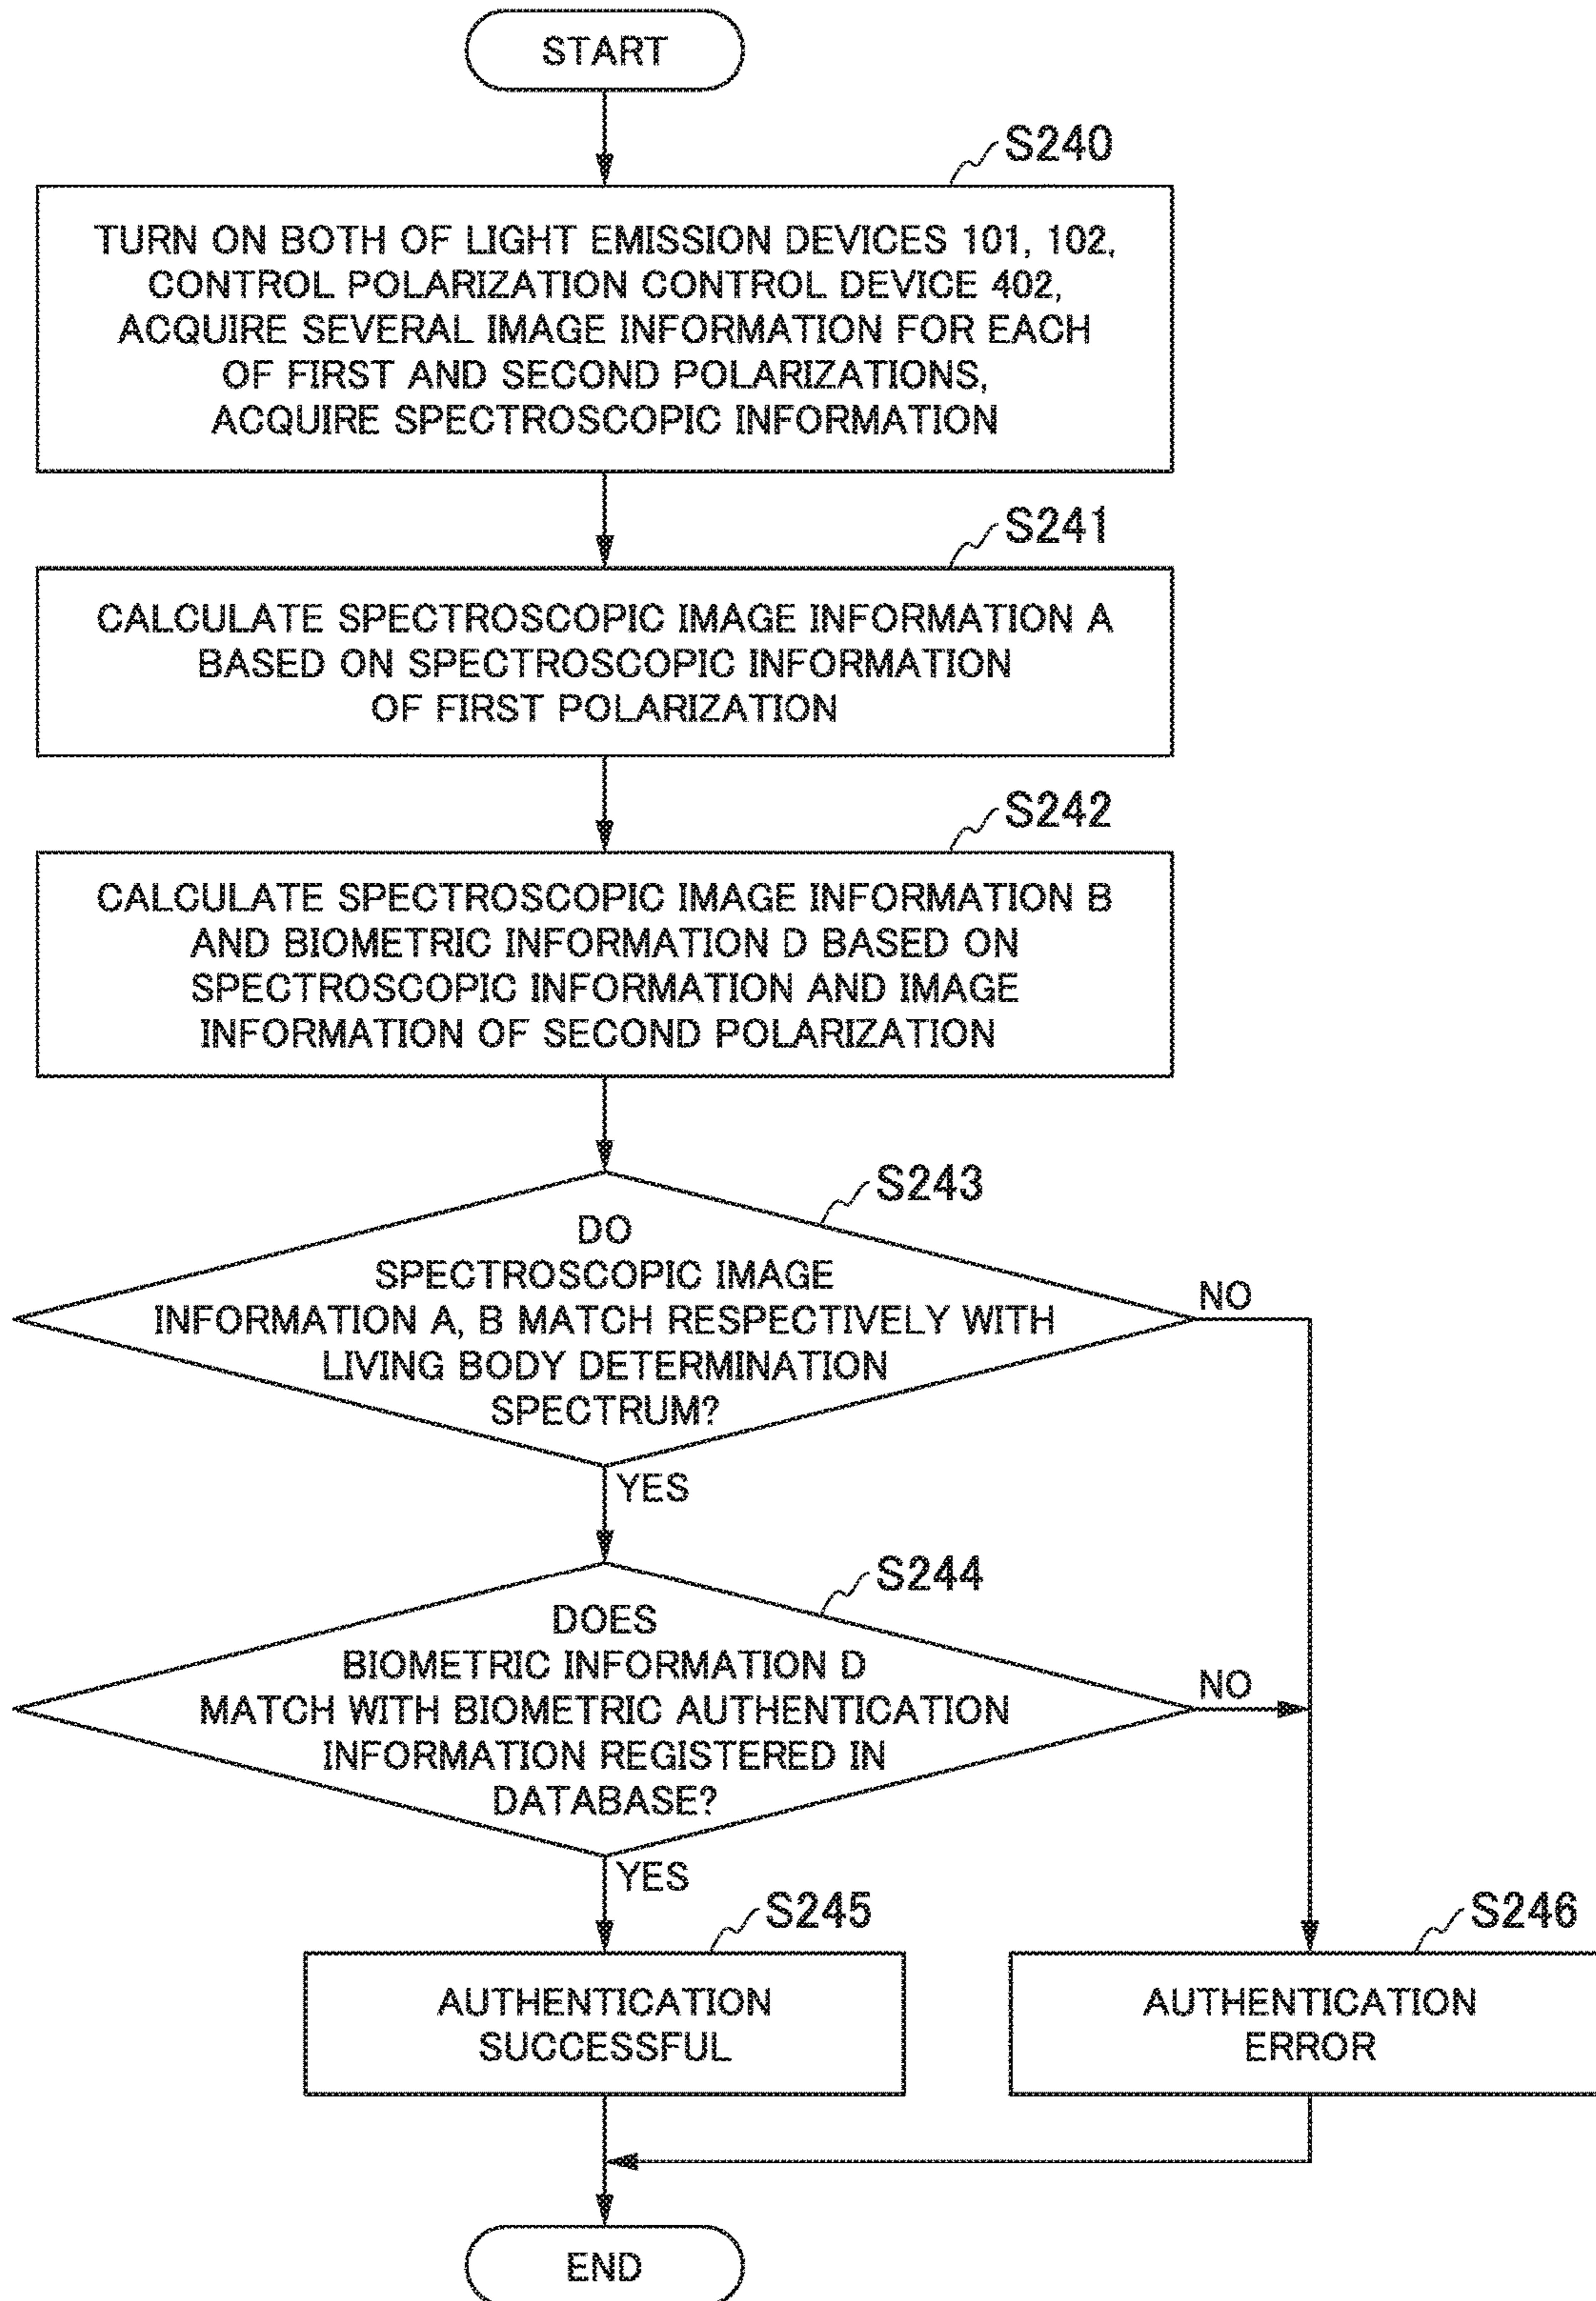 START
S240
TURN ON BOTH OF LIGHT EMISSION DEVICES 101, 102,
CONTROL POLARIZATION CONTROL DEVICE 402,
ACQUIRE SEVERAL IMAGE INFORMATION FOR EACH
OF FIRST AND SECOND POLARIZATIONS,
ACQUIRE SPECTROSCOPIC INFORMATION
S241
CALCULATE SPECTROSCOPIC IMAGE INFORMATION A
BASED ON SPECTROSCOPIC INFORMATION
OF FIRST POLARIZATION
S242
CALCULATE SPECTROSCOPIC IMAGE INFORMATION B
AND BIOMETRIC INFORMATION D BASED ON
SPECTROSCOPIC INFORMATION AND IMAGE
INFORMATION OF SECOND POLARIZATION
S243
DO
SPECTROSCOPIC IMAGE
INFORMATION A, B MATCH RESPECTIVELY WITH
LIVING BODY DETERMINATION
SPECTRUM?
NO
YES
S244
DOES
BIOMETRIC INFORMATION D
MATCH WITH BIOMETRIC AUTHENTICATION
INFORMATION REGISTERED IN
DATABASE?
NO
YES
S245
AUTHENTICATION
SUCCESSFUL
S246
AUTHENTICATION
ERROR
END